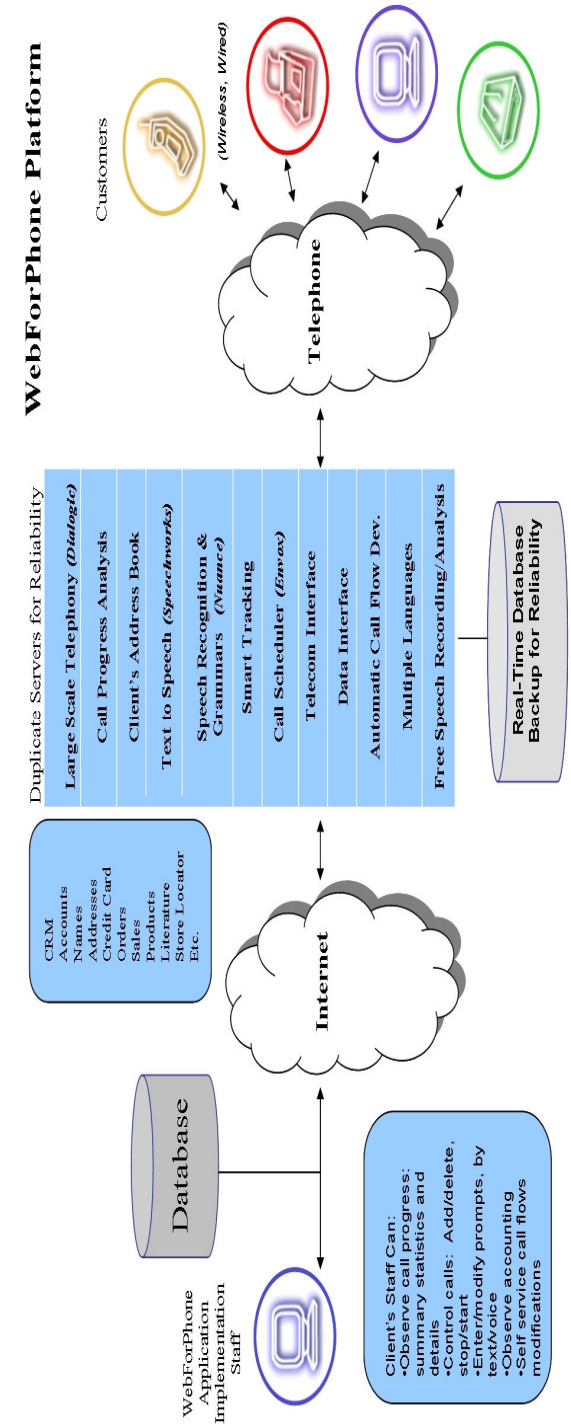 WebForPhone Platform
Customers
(Wireless, Wired)
Telephone
Duplicate Servers for Reliability
Large Scale Telephony (Dialogic)
Call Progress Analysis
Client's Address Book
Text to Speech (Speechworks)
Speech Recognition &
Grammars (Nuance)
Smart Tracking
Call Scheduler (Envox)
Telecom Interface
Data Interface
Automatic Call Flow Dev.
Multiple Languages
Free Speech Recording/Analysis
Real-Time Database
Backup for Reliability
CRM
Accounts
Names
Addresses
Credit Card
Orders
Sales
Products
Literature
Store Locator
Etc.
Internet
Database
WebForPhone
Application
Implementation
Staff
Client's Staff Can:
•Observe call progress:
summary statistics and
details
•Control calls: Add/delete,
stop/start
•Enter/modify prompts, by
text/voice
•Observe accounting
•Self service call flows
modifications